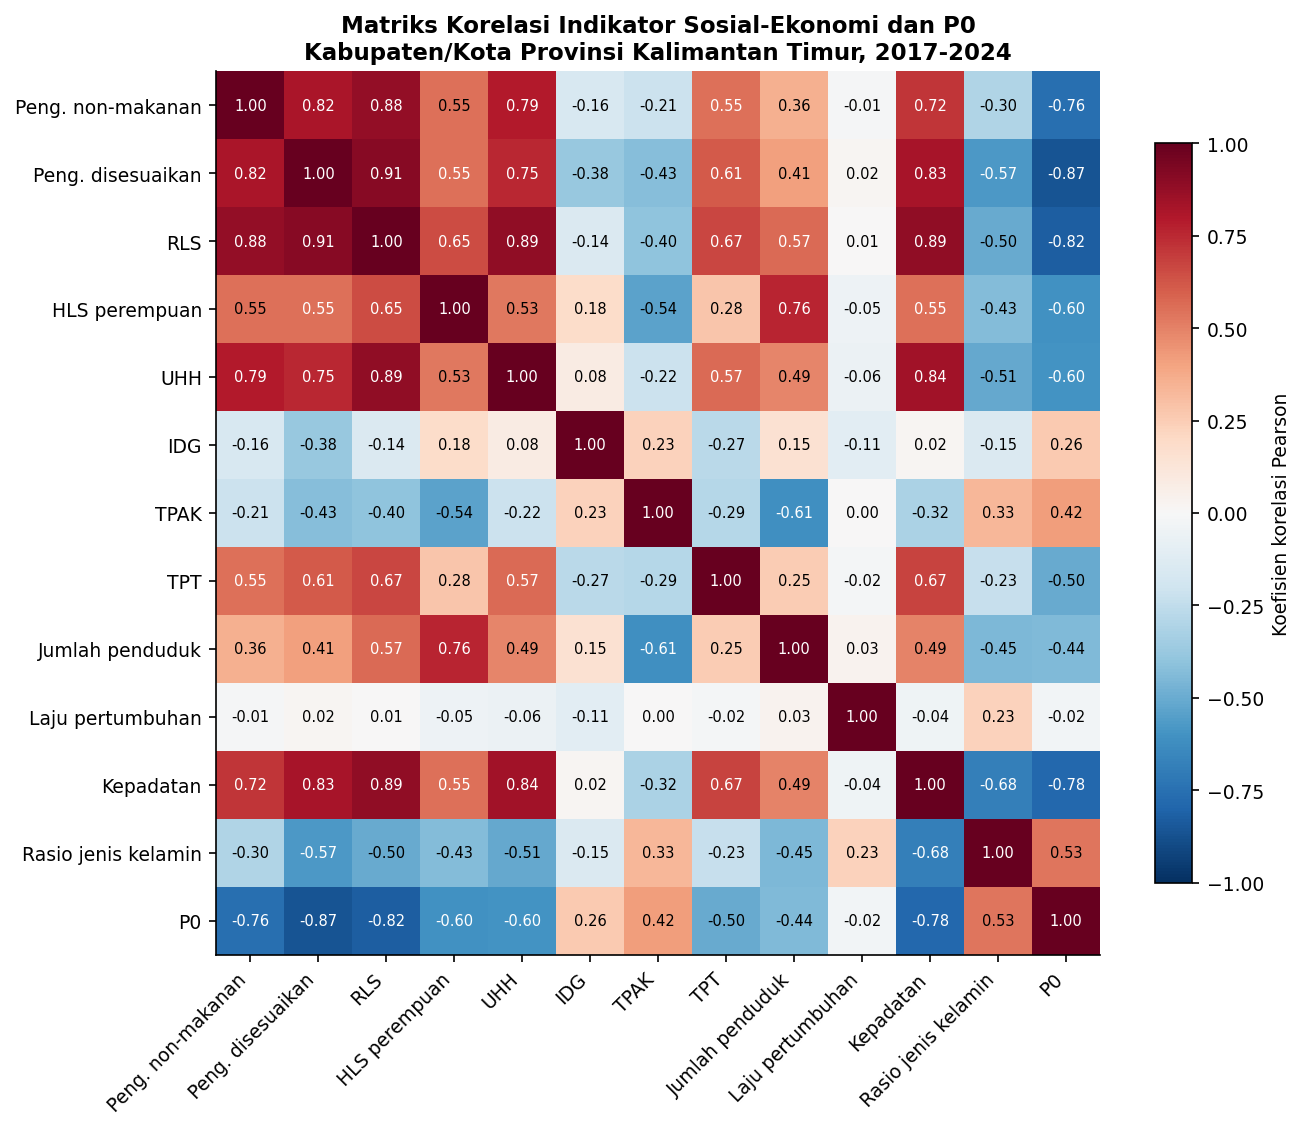 Matriks Korelasi Indikator Sosial-Ekonomi dan P0
Kabupaten/Kota Provinsi Kalimantan Timur, 2017-2024
Peng. non-makanan 1.00 0.82 0.88 0.55 0.79 -0.16 -0.21 0.55 0.36 -0.01 0.72 -0.30 -0.76
Peng. disesuaikan 0.82 1.00 0.91 0.55 0.75 -0.38 -0.43 0.61 0.41 0.02 0.83 -0.57 -0.87
RLS 0.88 0.91 1.00 0.65 0.89 -0.14 -0.40 0.67 0.57 0.01 0.89 -0.50 -0.82
HLS perempuan 0.55 0.55 0.65 1.00 0.53 0.18 -0.54 0.28 0.76 -0.05 0.55 -0.43 -0.60
UHH 0.79 0.75 0.89 0.53 1.00 0.08 -0.22 0.57 0.49 -0.06 0.84 -0.51 -0.60
IDG -0.16 -0.38 -0.14 0.18 0.08 1.00 0.23 -0.27 0.15 -0.11 0.02 -0.15 0.26
TPAK -0.21 -0.43 -0.40 -0.54 -0.22 0.23 1.00 -0.29 -0.61 0.00 -0.32 0.33 0.42
TPT 0.55 0.61 0.67 0.28 0.57 -0.27 -0.29 1.00 0.25 -0.02 0.67 -0.23 -0.50
Jumlah penduduk 0.36 0.41 0.57 0.76 0.49 0.15 -0.61 0.25 1.00 0.03 0.49 -0.45 -0.44
Laju pertumbuhan -0.01 0.02 0.01 -0.05 -0.06 -0.11 0.00 -0.02 0.03 1.00 -0.04 0.23 -0.02
Kepadatan 0.72 0.83 0.89 0.55 0.84 0.02 -0.32 0.67 0.49 -0.04 1.00 -0.68 -0.78
Rasio jenis kelamin -0.30 -0.57 -0.50 -0.43 -0.51 -0.15 0.33 -0.23 -0.45 0.23 -0.68 1.00 0.53
P0 -0.76 -0.87 -0.82 -0.60 -0.60 0.26 0.42 -0.50 -0.44 -0.02 -0.78 0.53 1.00
Peng. non-makanan
Peng. disesuaikan
RLS
HLS perempuan
UHH
IDG
TPAK
TPT
Jumlah penduduk
Laju pertumbuhan
Kepadatan
Rasio jenis kelamin
P0
1.00
0.75
0.50
0.25
0.00
−0.25
−0.50
−0.75
−1.00
Koefisien korelasi Pearson